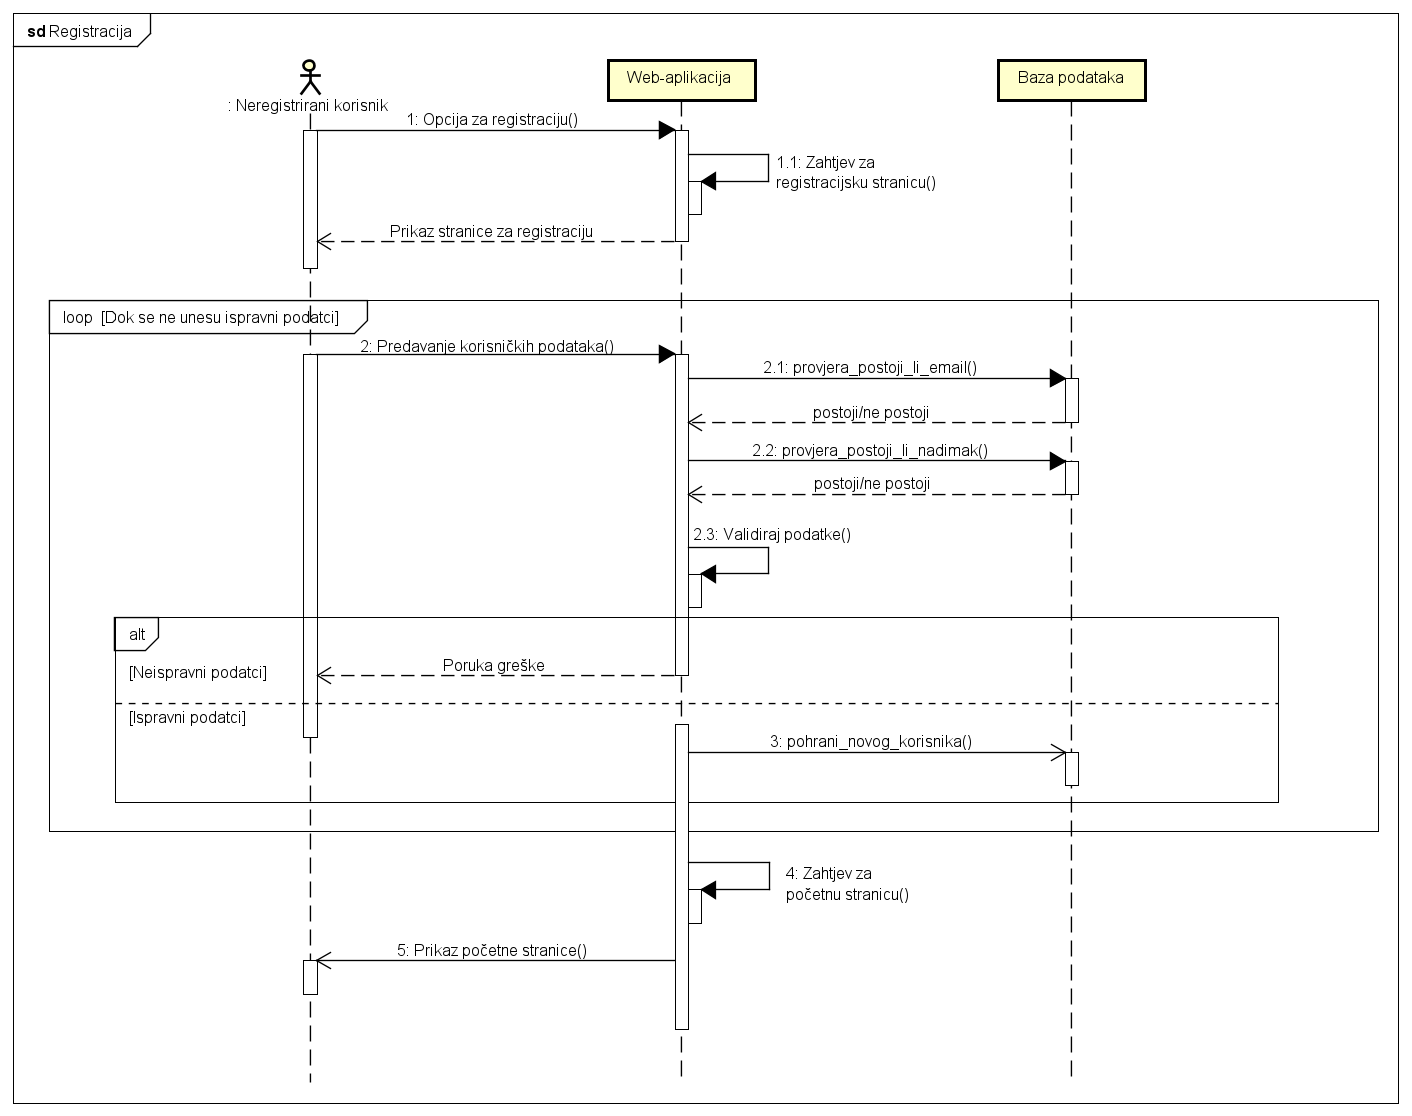 sd Registracija
: Neregistrirani korisnik
Web-aplikacija
Baza podataka
1: Opcija za registraciju()
1.1: Zahtjev za
registracijsku stranicu()
Prikaz stranice za registraciju
loop [Dok se ne unesu ispravni podatci]
2: Predavanje korisničkih podataka()
2.1: provjera_postoji_li_email()
postoji/ne postoji
2.2: provjera_postoji_li_nadimak()
postoji/ne postoji
2.3: Validiraj podatke()
alt
[Neispravni podatci]
Poruka greške
[Ispravni podatci]
3: pohrani_novog_korisnika()
4: Zahtjev za
početnu stranicu()
5: Prikaz početne stranice()